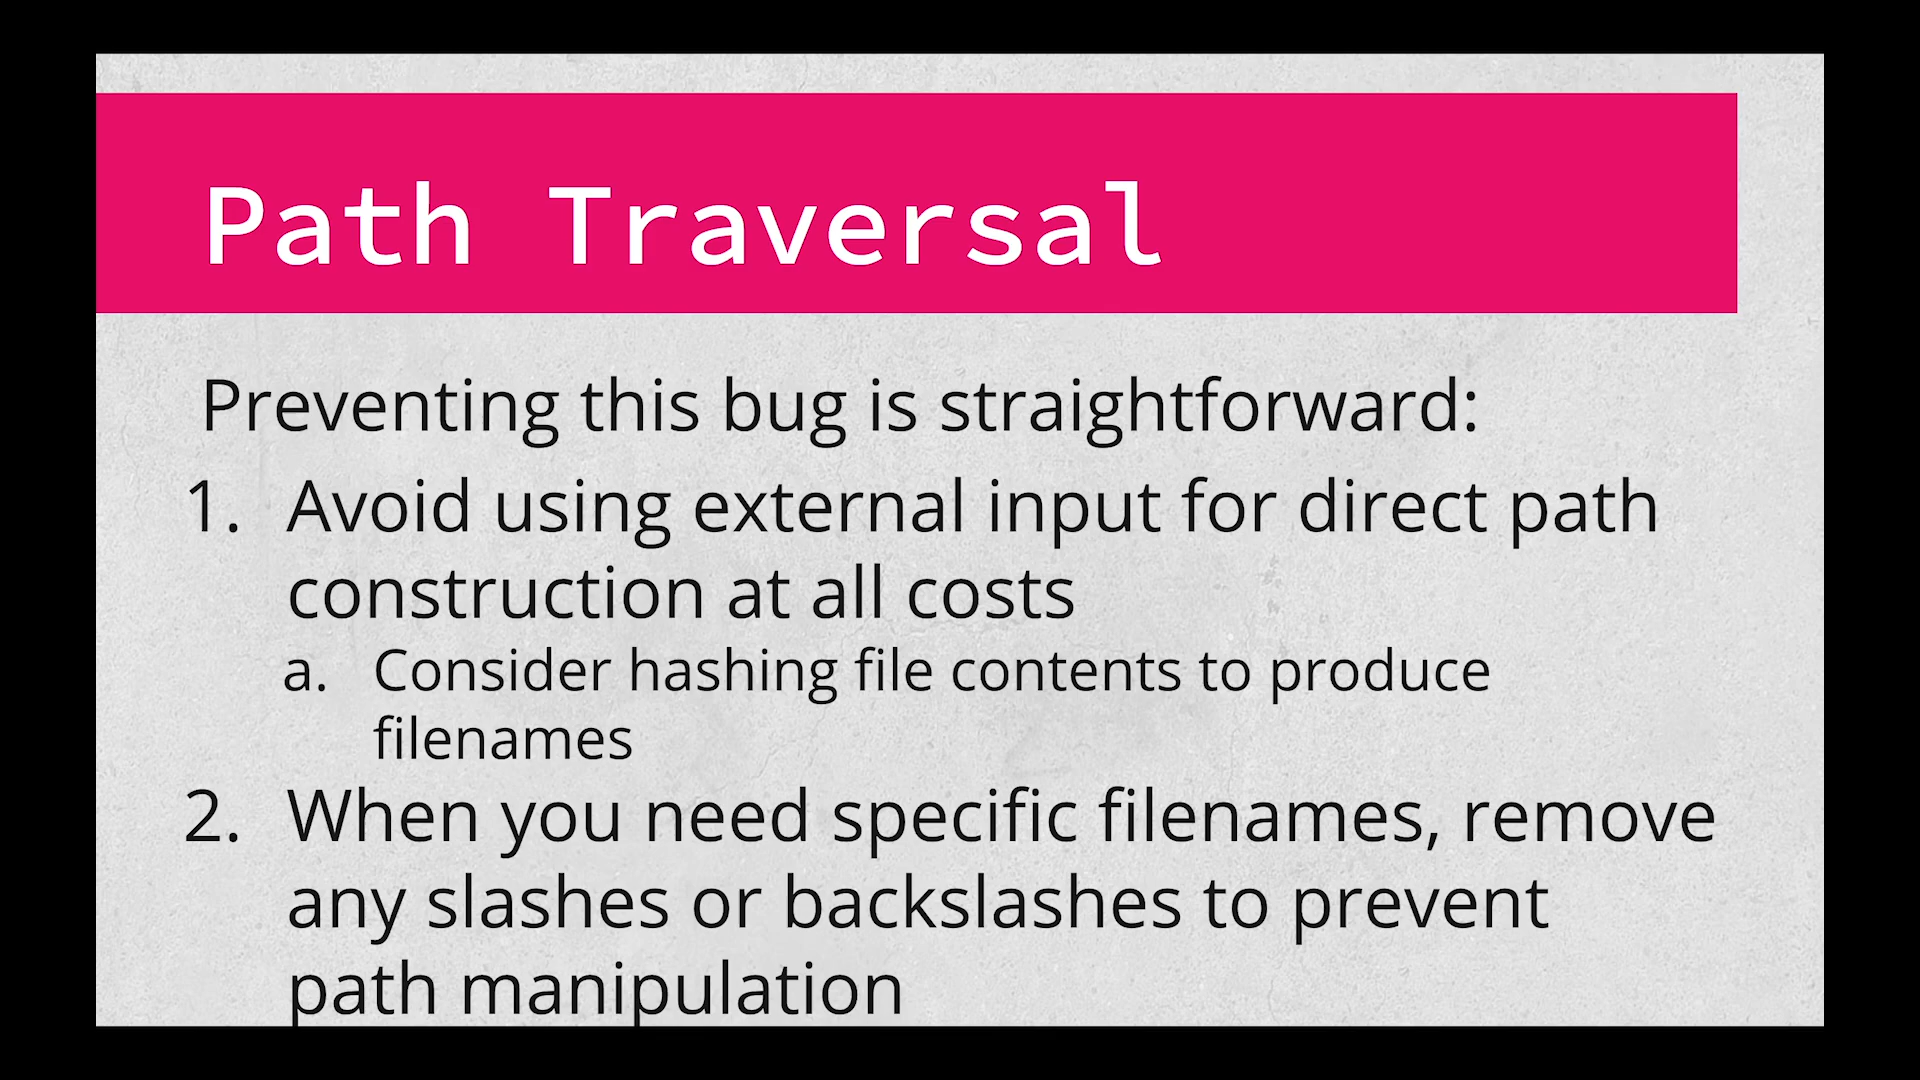 Path Traversal
Preventing this bug is straightforward:
1. Avoid using external input for direct path
construction at all costs
a. Consider hashing file contents to produce
filenames
2. When you need specific filenames, remove
any slashes or backslashes to prevent
path manipulation